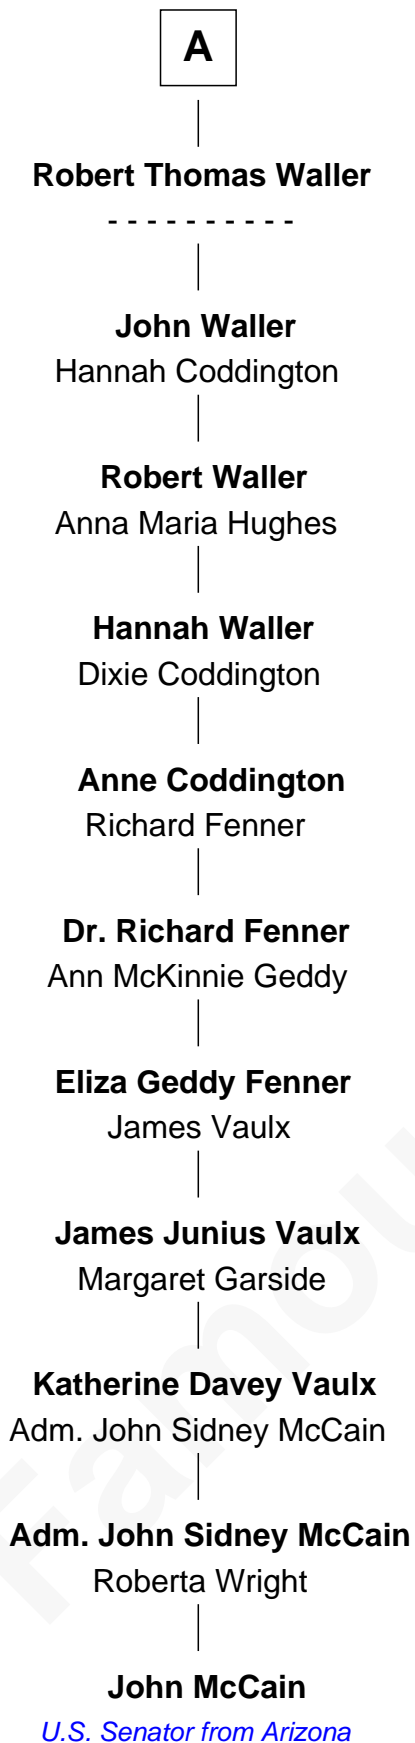 A
Robert Thomas Waller
- - - - - - - - - -
John Waller
Hannah Coddington
Robert Waller
Anna Maria Hughes
Hannah Waller
Dixie Coddington
Anne Coddington
Richard Fenner
Dr. Richard Fenner
Ann McKinnie Geddy
Eliza Geddy Fenner
James Vaulx
James Junius Vaulx
Margaret Garside
Katherine Davey Vaulx
Adm. John Sidney McCain
Adm. John Sidney McCain
Roberta Wright
John McCain
U.S. Senator from Arizona
Famou